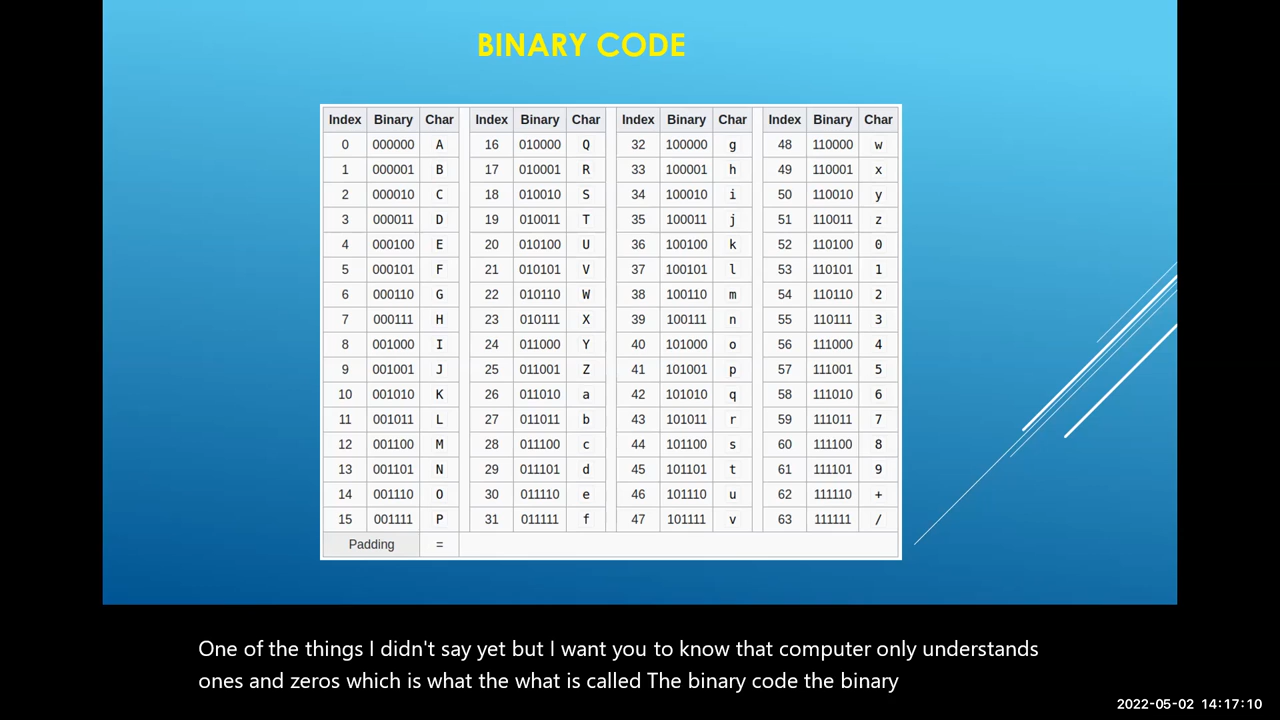 BINARY CODE
Index Binary Char Index Binary Char Index Binary Char Index Binary Char
0 000000 A 16 010000 Q 32 100000 g 48 110000 w
1 000001 B 17 010001 R 33 100001 h 49 110001 x
2 000010 C 18 010010 S 34 100010 i 50 110010 y
3 000011 D 19 010011 T 35 100011 j 51 110011 z
4 000100 E 20 010100 U 36 100100 k 52 110100 0
5 000101 F 21 010101 V 37 100101 l 53 110101 1
6 000110 G 22 010110 W 38 100110 m 54 110110 2
7 000111 H 23 010111 X 39 100111 n 55 110111 3
8 001000 I 24 011000 Y 40 101000 o 56 111000 4
9 001001 J 25 011001 Z 41 101001 p 57 111001 5
10 001010 K 26 011010 a 42 101010 q 58 111010 6
11 001011 L 27 011011 b 43 101011 r 59 111011 7
12 001100 M 28 011100 c 44 101100 s 60 111100 8
13 001101 N 29 011101 d 45 101101 t 61 111101 9
14 001110 O 30 011110 e 46 101110 u 62 111110 +
15 001111 P 31 011111 f 47 101111 v 63 111111 /
Padding =
One of the things I didn't say yet but I want you to know that computer only understands
ones and zeros which is what the what is called The binary code the binary
2022-05-02 14:17:10